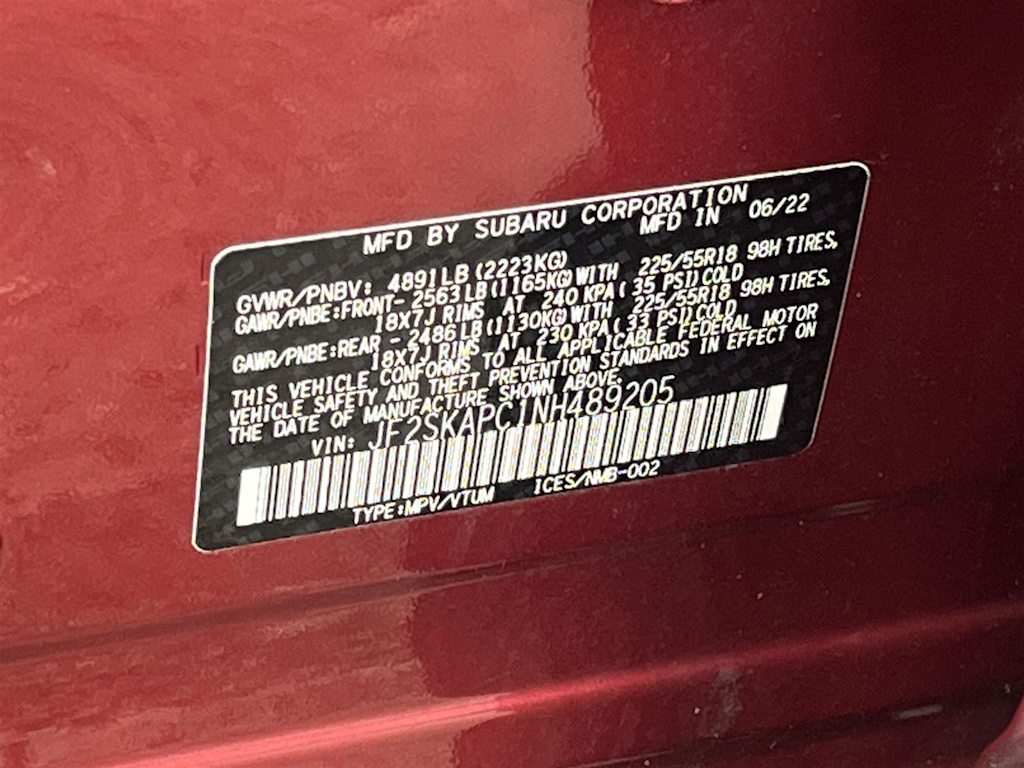 MFD BY SUBARU CORPORATION
MFD IN 06/22
GVWR/PNBV: 4891LB (2223KG)
GAWR/PNBE:FRONT- 2563LB(1165KG)WITH 225/55R18 98H TIRES,
18X7J RIMS AT 240 KPA( 35 PSI)COLD
GAWR/PNBE:REAR - 2486LB(1130KG)WITH 225/55R18 98H TIRES,
18X7J RIMS AT 230 KPA( 33 PSI)COLD
THIS VEHICLE CONFORMS TO ALL APPLICABLE FEDERAL MOTOR
VEHICLE SAFETY AND THEFT PREVENTION STANDARDS IN EFFECT ON
THE DATE OF MANUFACTURE SHOWN ABOVE.
VIN: JF2SKAPC1NH489205
TYPE:MPV/VTUM ICES/NMB-002